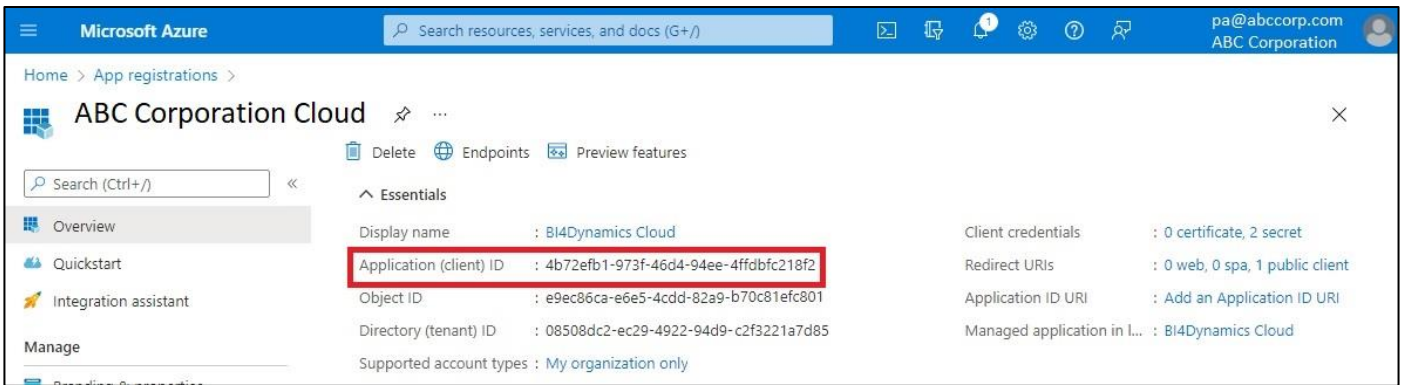 Microsoft Azure
Search resources, services, and docs (G+/)
1
pa@abccorp.com
ABC Corporation
Home > App registrations >
ABC Corporation Cloud
Delete
Endpoints
Preview features
Search (Ctrl+/)
Essentials
Overview
Quickstart
Integration assistant
Manage
Branding & properties
Display name : BI4Dynamics Cloud
Application (client) ID : 4b72efb1-973f-46d4-94ee-4ffdbfc218f2
Object ID : e9ec86ca-e6e5-4cdd-82a9-b70c81efc801
Directory (tenant) ID : 08508dc2-ec29-4922-94d9-c2f3221a7d85
Supported account types : My organization only
Client credentials : 0 certificate, 2 secret
Redirect URIs : 0 web, 0 spa, 1 public client
Application ID URI : Add an Application ID URI
Managed application in l... : BI4Dynamics Cloud